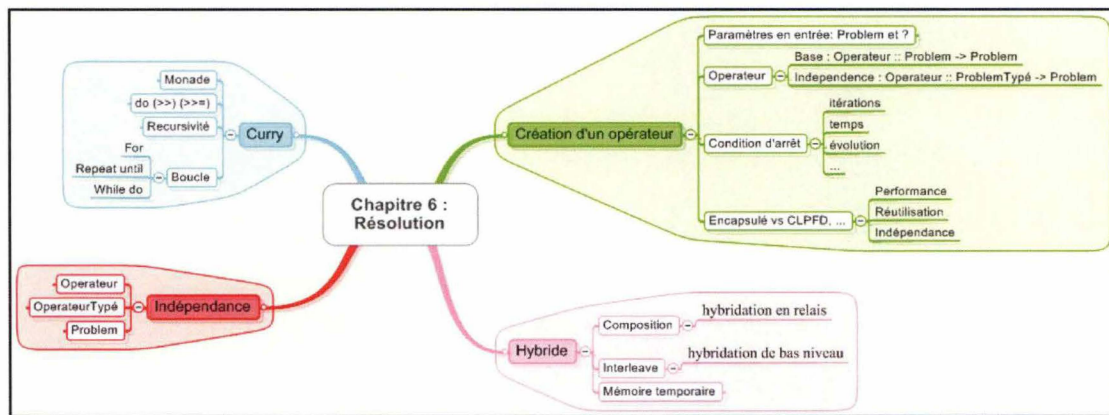 Chapitre 6 :
Résolution
Curry
Monade
do (>>) (>>=)
Recursivité
Boucle
For
Repeat until
While do
Indépendance
Operateur
OperateurTypé
Problem
Création d'un opérateur
Paramètres en entrée: Problem et ?
Operateur
Base : Operateur :: Problem -> Problem
Independence : Operateur :: ProblemTypé -> Problem
Condition d'arrêt
itérations
temps
évolution
...
Encapsulé vs CLPFD, ...
Performance
Réutilisation
Indépendance
Hybride
Composition
hybridation en relais
Interleave
hybridation de bas niveau
Mémoire temporaire